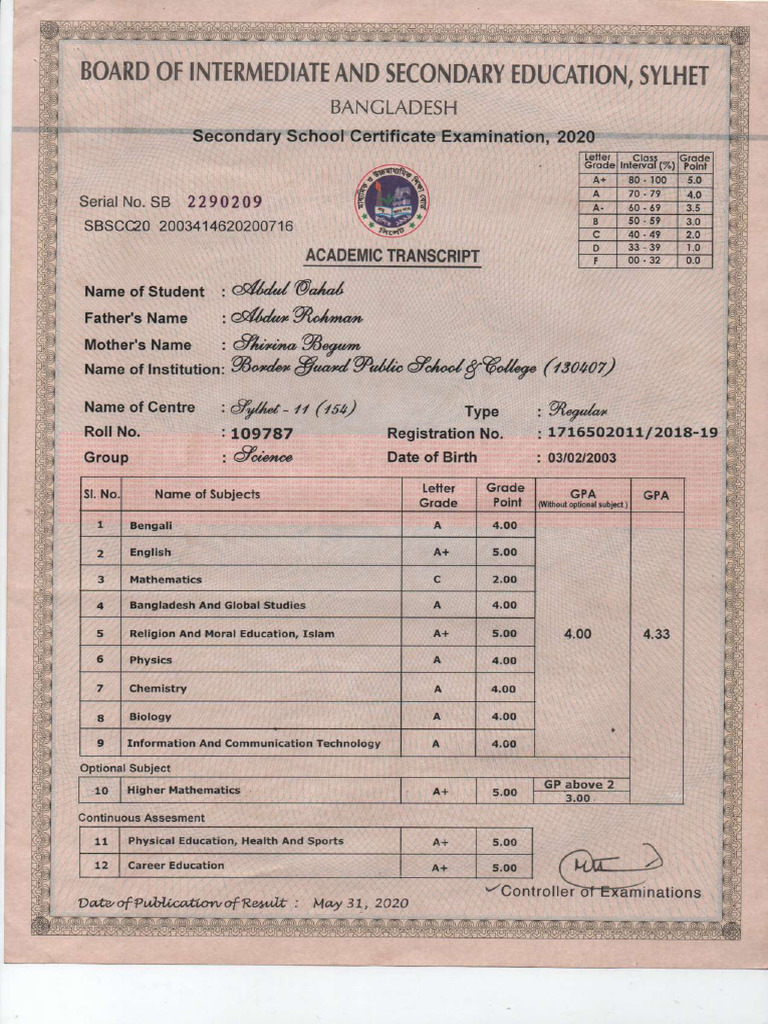 BOARD OF INTERMEDIATE AND SECONDARY EDUCATION, SYLHET
BANGLADESH
Secondary School Certificate Examination, 2020
Letter Grade Class Interval (%) Grade Point
A+ 80 - 100 5.0
A 70 - 79 4.0
A- 60 - 69 3.5
B 50 - 59 3.0
C 40 - 49 2.0
D 33 - 39 1.0
F 00 - 32 0.0
Serial No. SB 2290209
SBSCC20 2003414620200716
মাধ্যমিক ও উচ্চমাধ্যমিক শিক্ষা বোর্ড
সিলেট
ACADEMIC TRANSCRIPT
Name of Student : Abdul Oahab
Father's Name : Abdur Rohman
Mother's Name : Shirina Begum
Name of Institution: Border Guard Public School & College (130407)
Name of Centre : Sylhet - 11 (154) Type : Regular
Roll No. : 109787 Registration No. : 1716502011/2018-19
Group : Science Date of Birth : 03/02/2003
Sl. No. Name of Subjects Letter Grade Grade Point GPA (Without optional subject) GPA
1 Bengali A 4.00
2 English A+ 5.00
3 Mathematics C 2.00
4 Bangladesh And Global Studies A 4.00
5 Religion And Moral Education, Islam A+ 5.00 4.00 4.33
6 Physics A 4.00
7 Chemistry A 4.00
8 Biology A 4.00
9 Information And Communication Technology A 4.00
Optional Subject
10 Higher Mathematics A+ 5.00 GP above 2 3.00
Continuous Assesment
11 Physical Education, Health And Sports A+ 5.00
12 Career Education A+ 5.00
Controller of Examinations
Date of Publication of Result : May 31, 2020